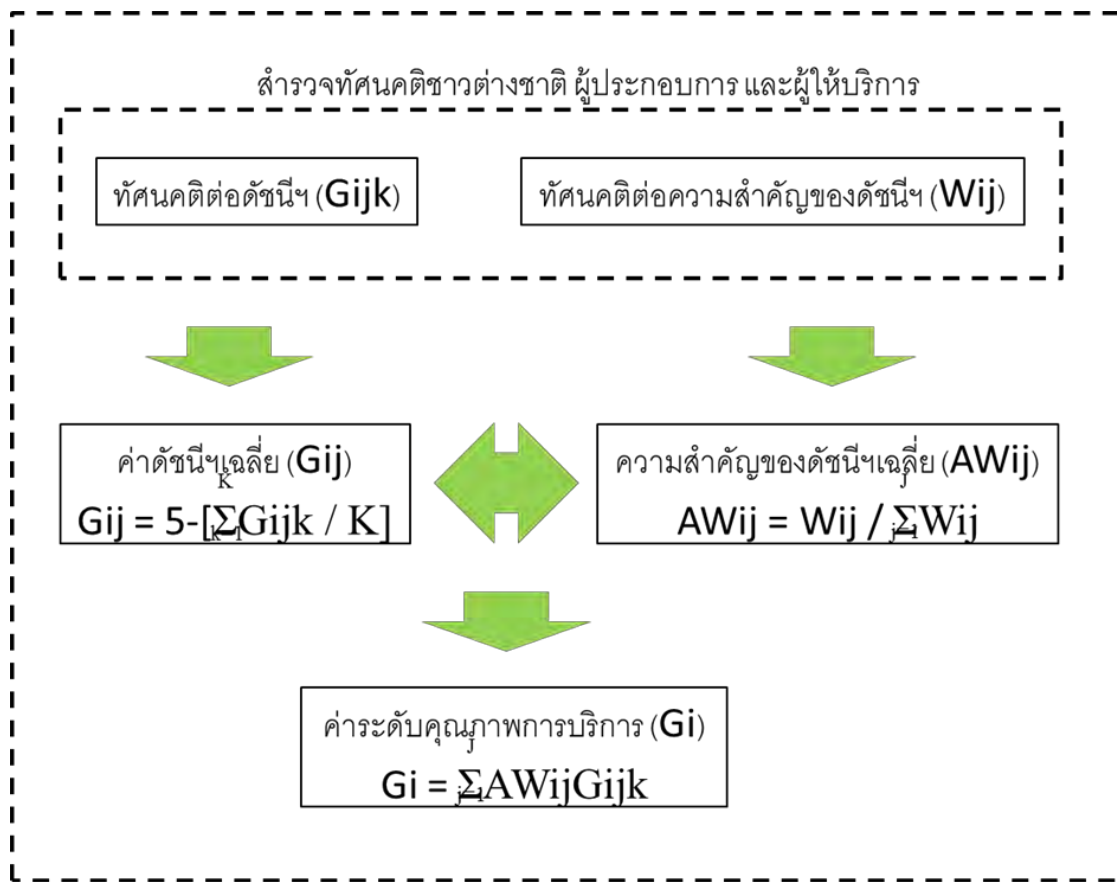 สำรวจทัศนคติชาวต่างชาติ ผู้ประกอบการ และผู้ให้บริการ
ทัศนคติต่อดัชนีฯ (Gijk)
ทัศนคติต่อความสำคัญของดัชนีฯ (Wij)
ค่าดัชนีฯเฉลี่ย (Gij)
K
Gij = 5-[∑Gijk / K]
k=1
ความสำคัญของดัชนีฯเฉลี่ย (AWij)
J
AWij = Wij / ∑Wij
j=1
ค่าระดับคุณภาพการบริการ (Gi)
J
Gi = ∑AWijGijk
j=1